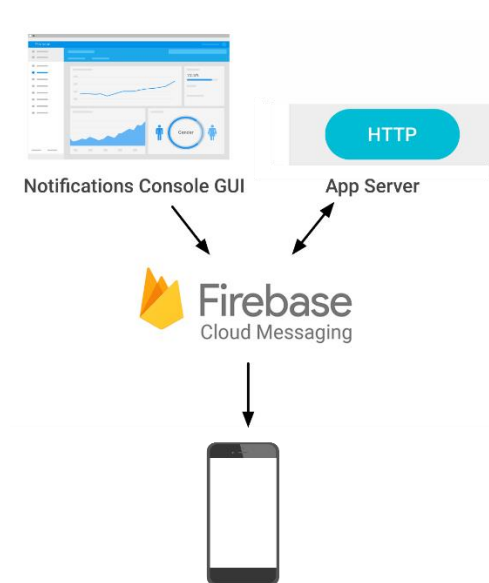 HTTP
Notifications Console GUI
App Server
Firebase
Cloud Messaging